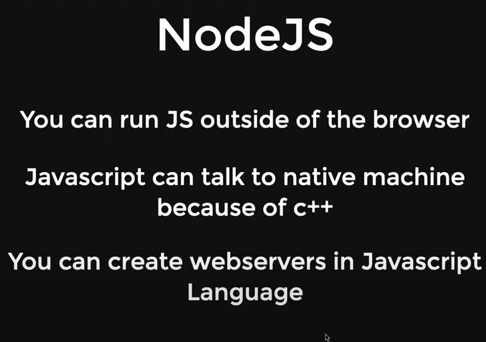 NodeJS
You can run JS outside of the browser
Javascript can talk to native machine
because of c++
You can create webservers in Javascript
Language